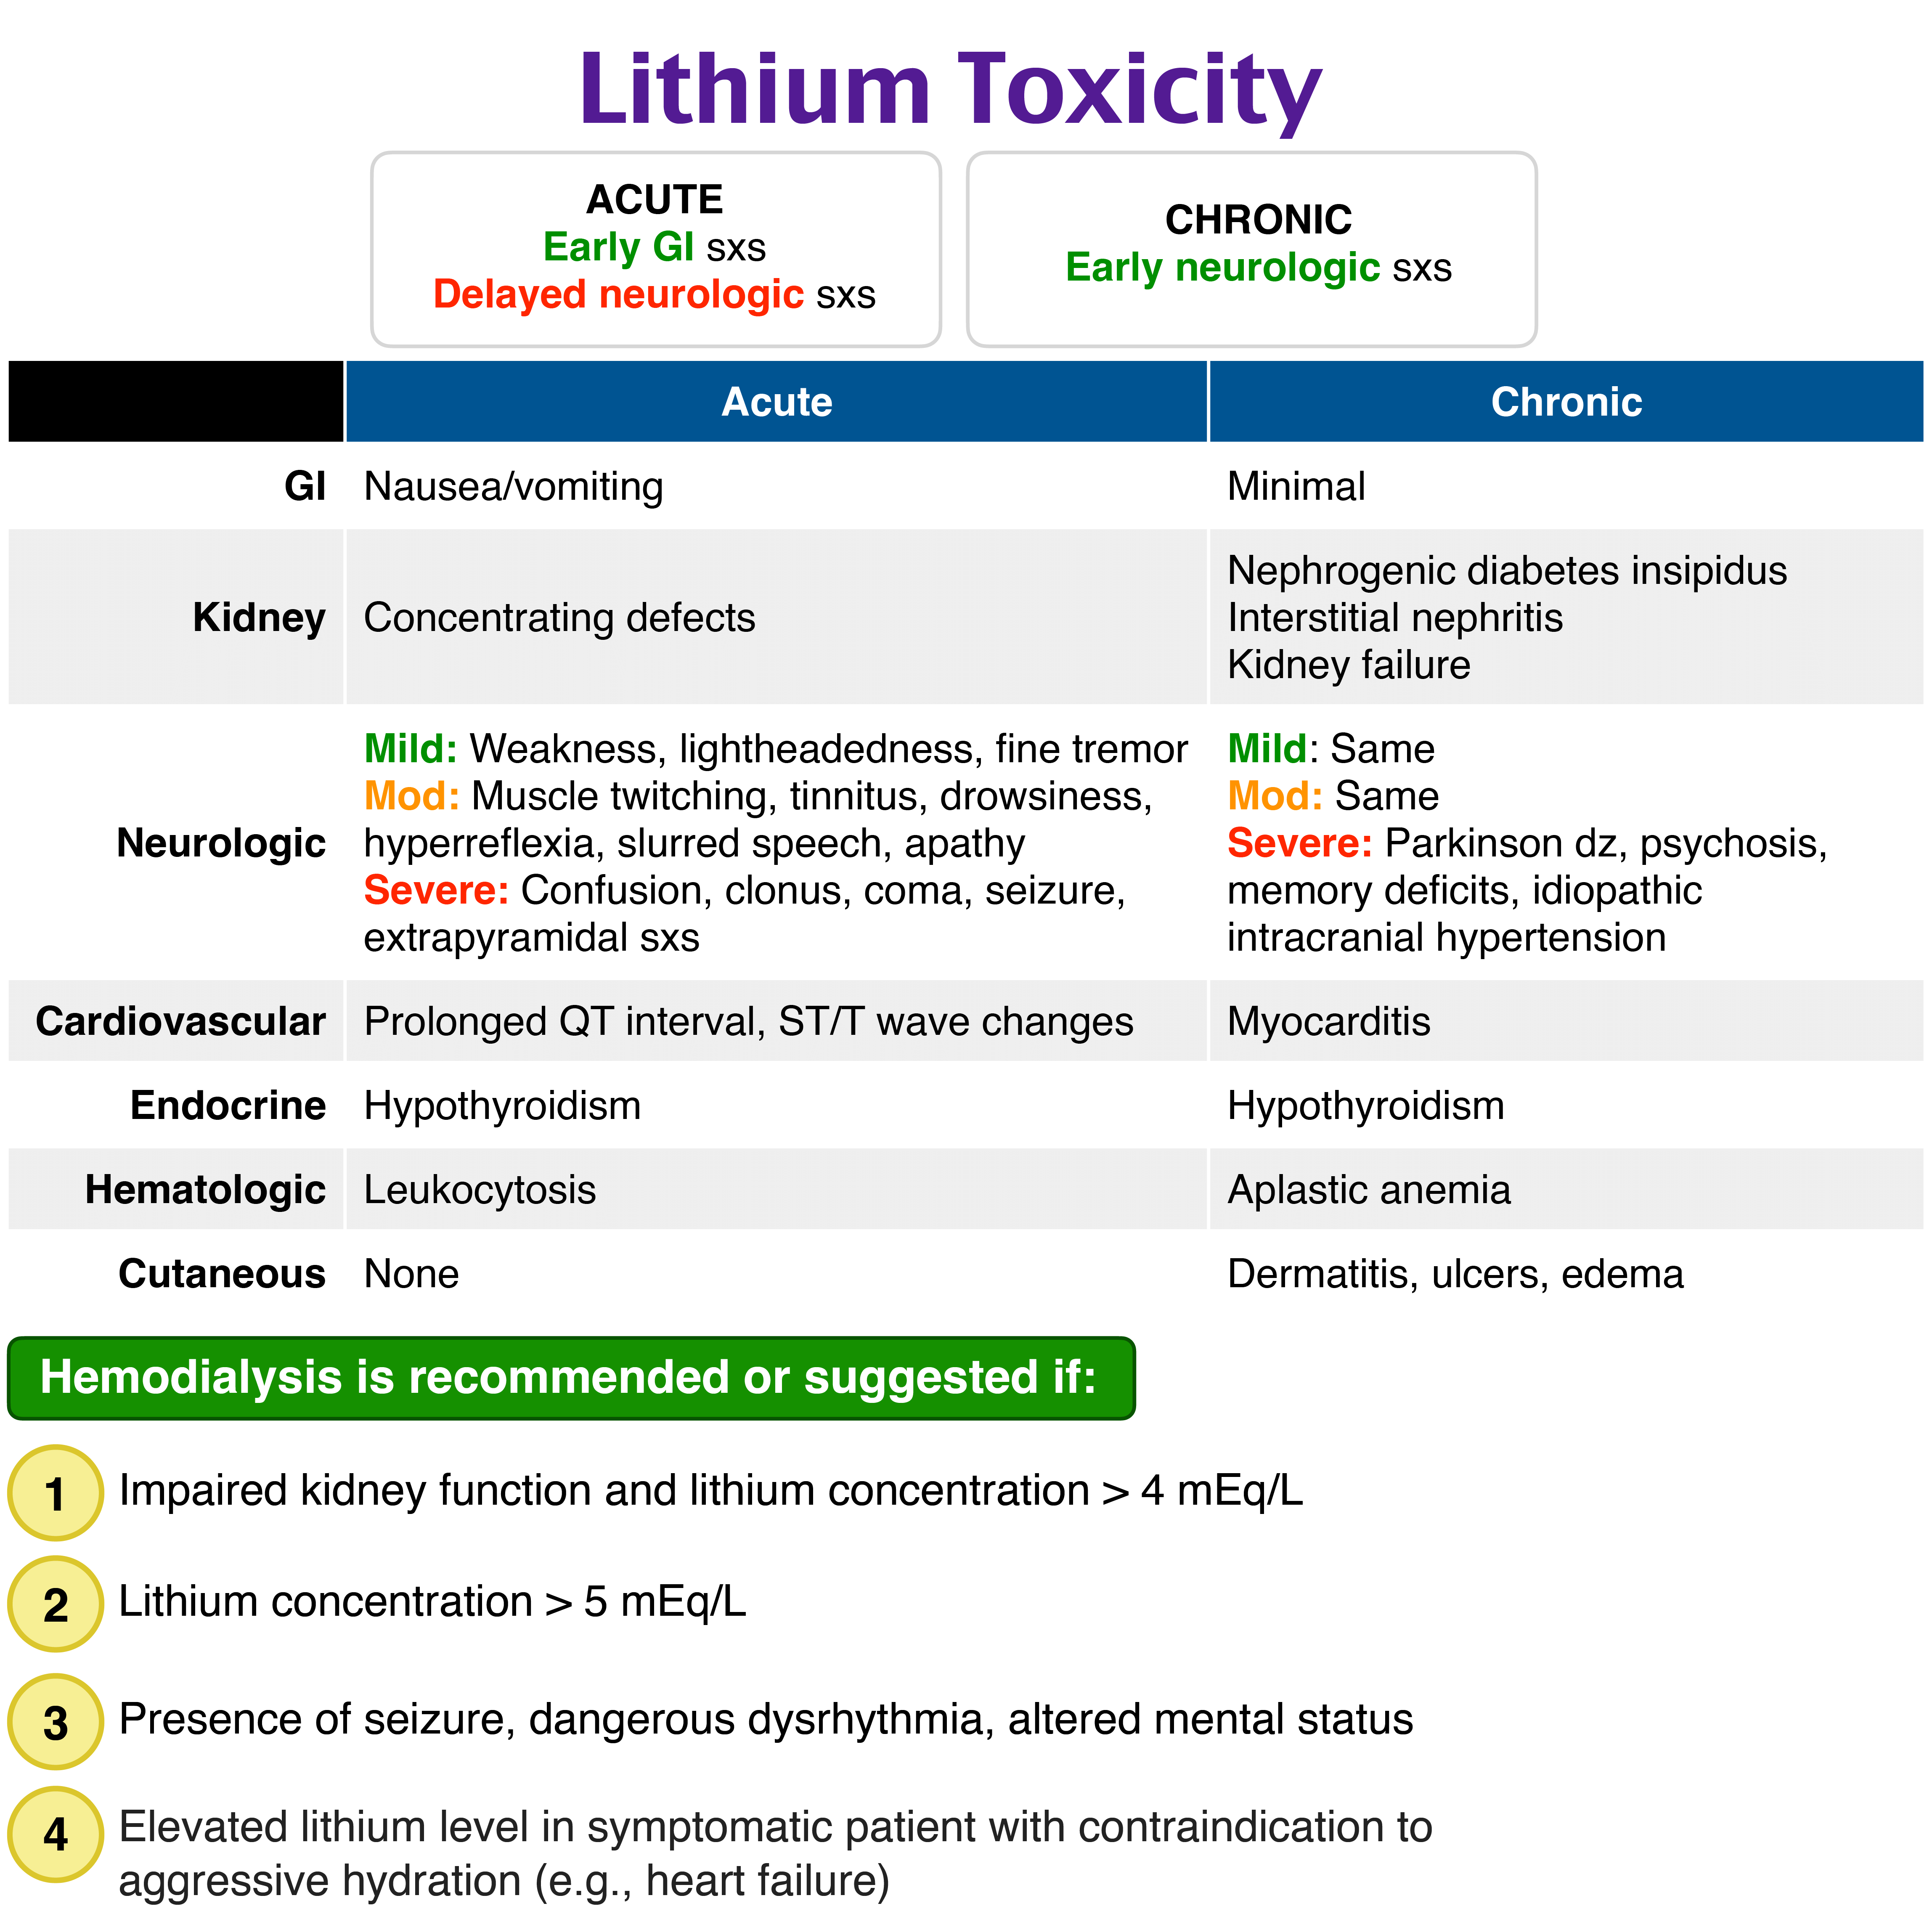 Lithium Toxicity
ACUTE
Early GI sxs
Delayed neurologic sxs
CHRONIC
Early neurologic sxs
Acute
Chronic
GI
Nausea/vomiting
Minimal
Kidney
Concentrating defects
Nephrogenic diabetes insipidus
Interstitial nephritis
Kidney failure
Neurologic
Mild: Weakness, lightheadedness, fine tremor
Mod: Muscle twitching, tinnitus, drowsiness,
hyperreflexia, slurred speech, apathy
Severe: Confusion, clonus, coma, seizure,
extrapyramidal sxs
Mild: Same
Mod: Same
Severe: Parkinson dz, psychosis,
memory deficits, idiopathic
intracranial hypertension
Cardiovascular
Prolonged QT interval, ST/T wave changes
Myocarditis
Endocrine
Hypothyroidism
Hypothyroidism
Hematologic
Leukocytosis
Aplastic anemia
Cutaneous
None
Dermatitis, ulcers, edema
Hemodialysis is recommended or suggested if:
1 Impaired kidney function and lithium concentration > 4 mEq/L
2 Lithium concentration > 5 mEq/L
3 Presence of seizure, dangerous dysrhythmia, altered mental status
4 Elevated lithium level in symptomatic patient with contraindication to
aggressive hydration (e.g., heart failure)